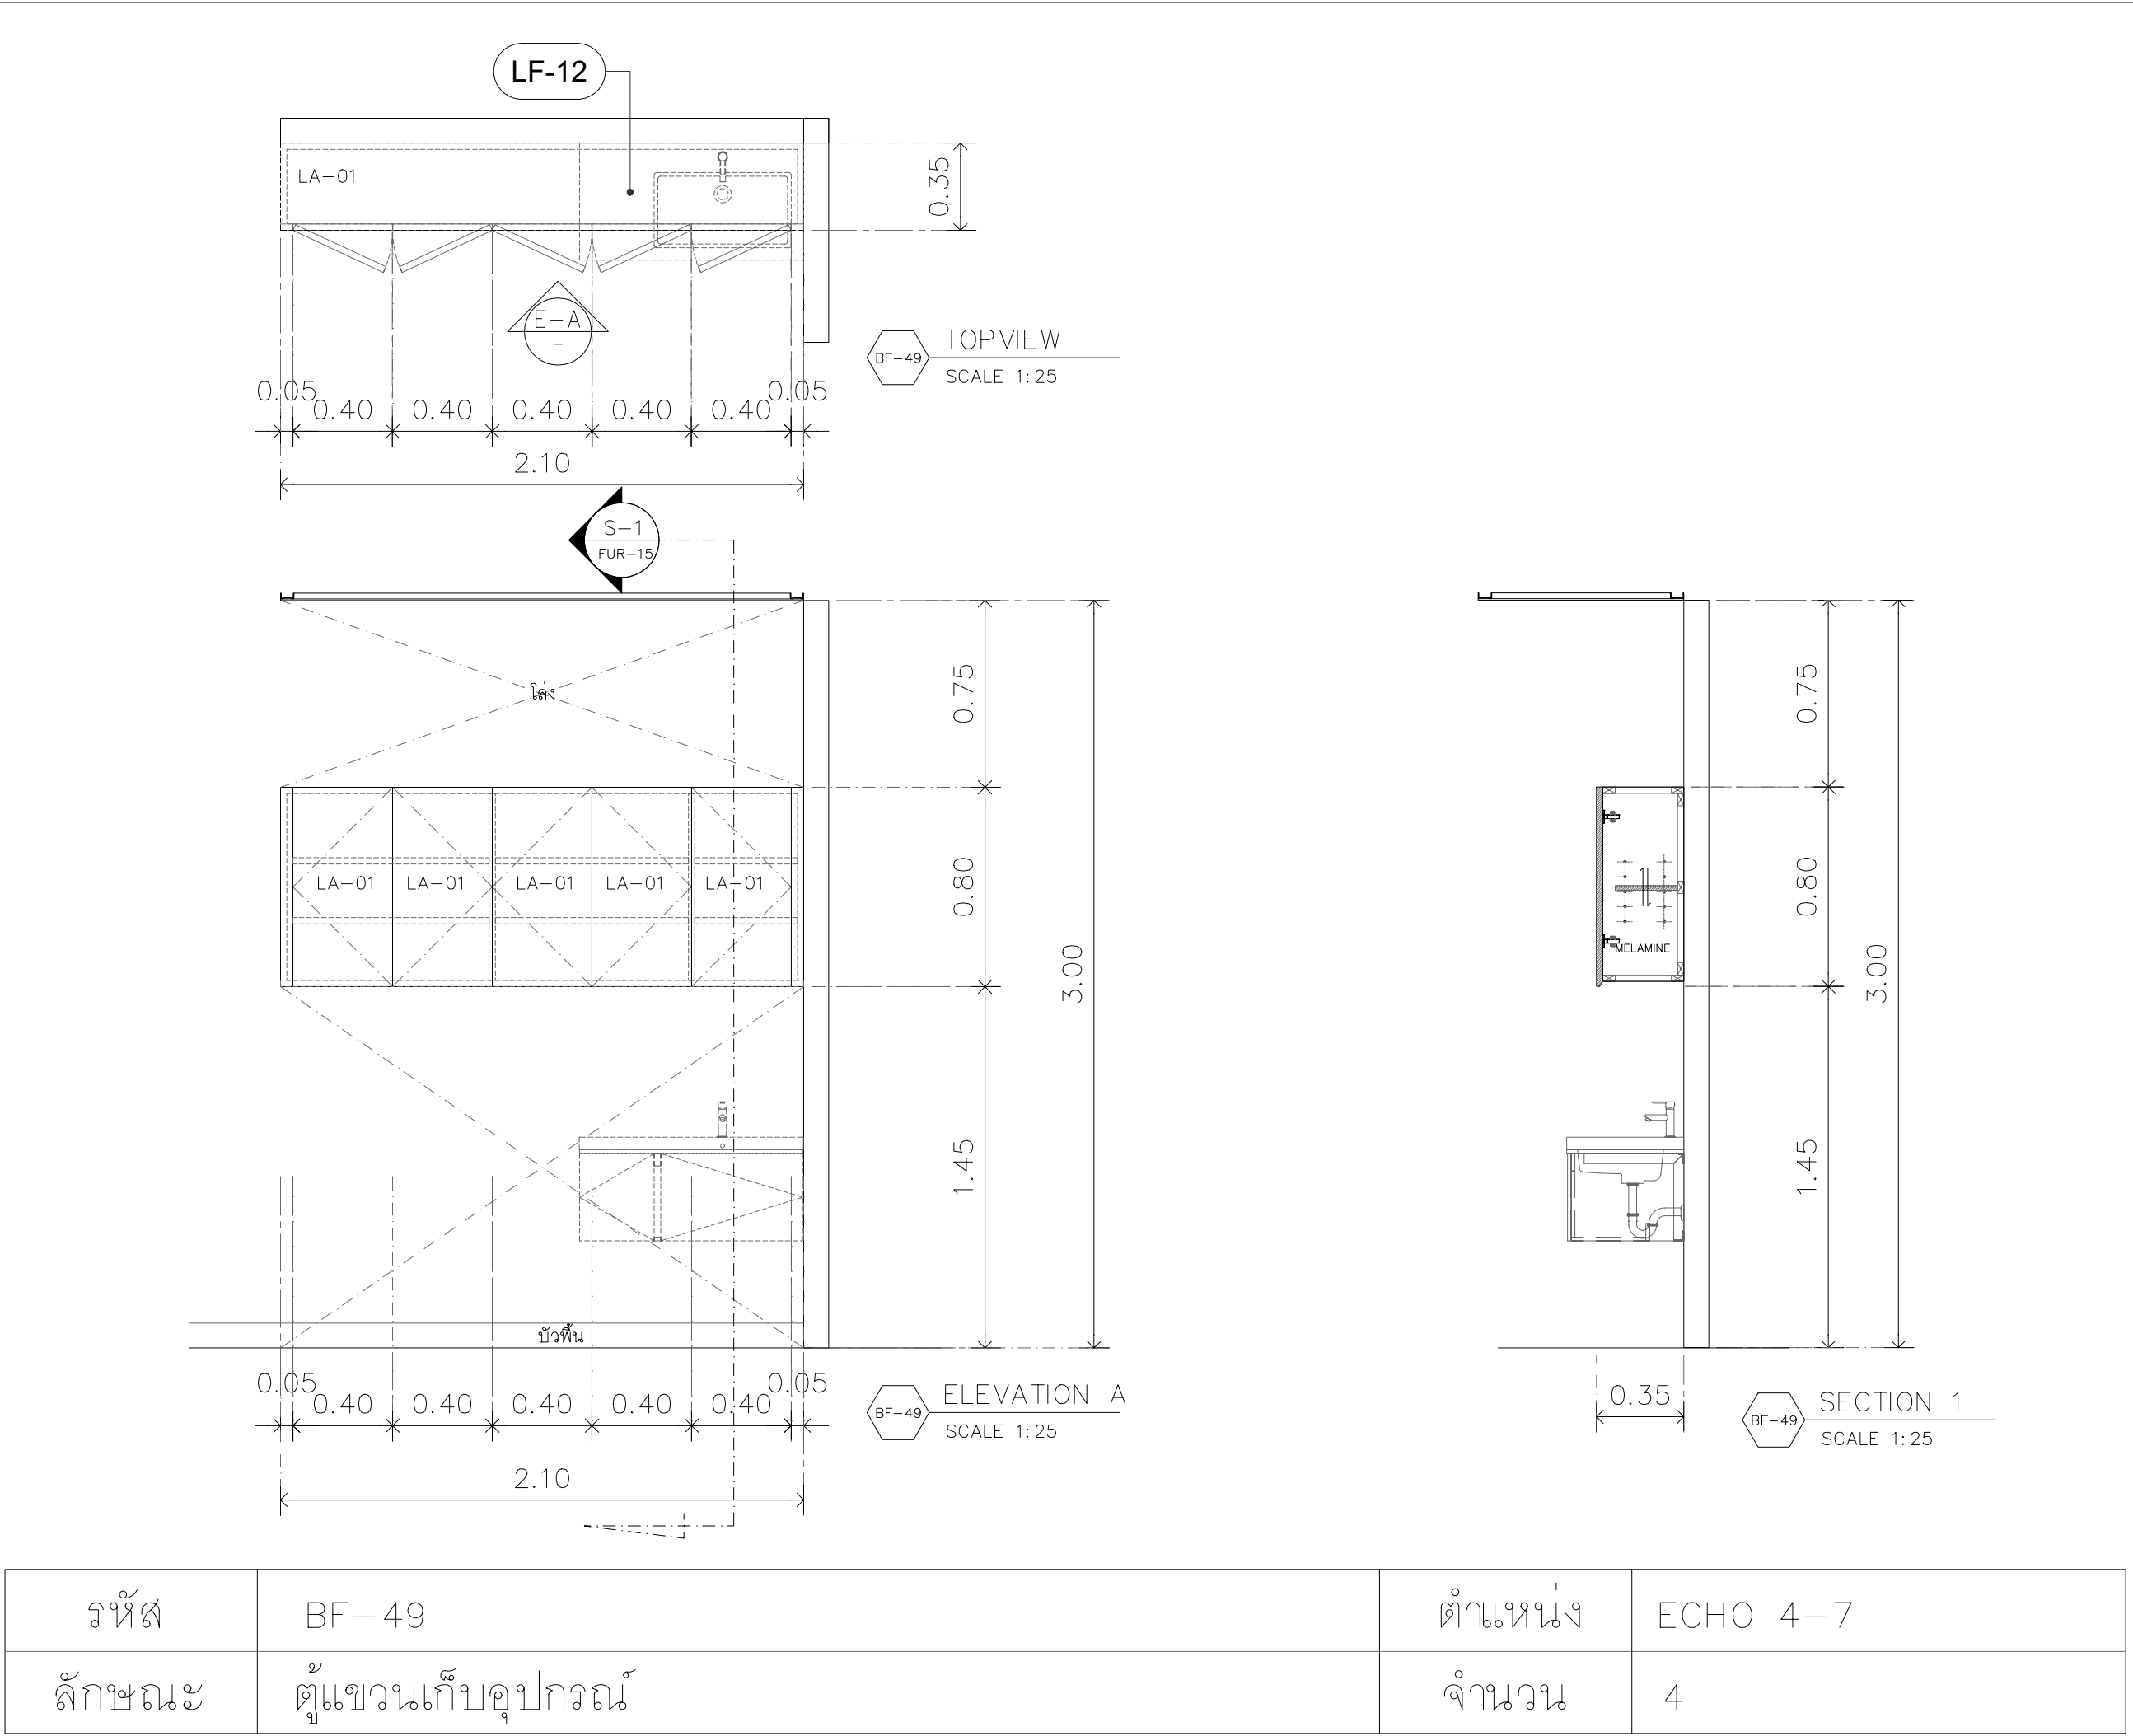 LF-12
LA-01
0.35
E-A
-
BF-49
TOPVIEW
SCALE 1:25
0.05 0.40 0.40 0.40 0.40 0.40 0.05
2.10
S-1
FUR-15
โล่ง
0.75
0.75
LA-01 LA-01 LA-01 LA-01 LA-01
0.80
3.00
MELAMINE
0.80
3.00
1.45
1.45
บัวพื้น
0.05 0.40 0.40 0.40 0.40 0.40 0.05
2.10
BF-49
ELEVATION A
SCALE 1:25
0.35
BF-49
SECTION 1
SCALE 1:25
รหัส BF-49 ตำแหน่ง ECHO 4-7
ลักษณะ ตู้แขวนเก็บอุปกรณ์ จำนวน 4